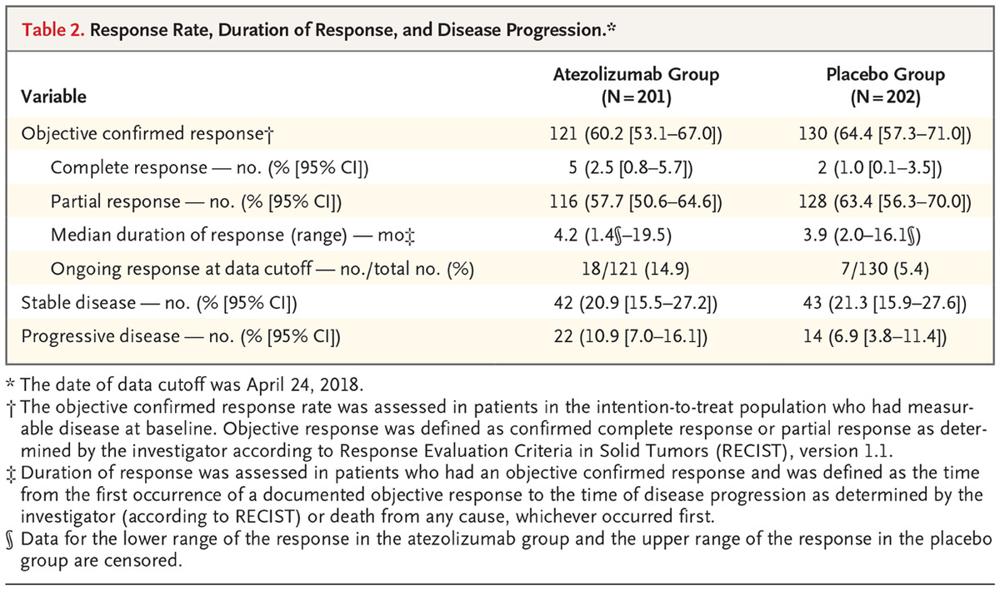 Table 2. Response Rate, Duration of Response, and Disease Progression.*
Variable Atezolizumab Group (N=201) Placebo Group (N=202)
Objective confirmed response† 121 (60.2 [53.1–67.0]) 130 (64.4 [57.3–71.0])
Complete response — no. (% [95% CI]) 5 (2.5 [0.8–5.7]) 2 (1.0 [0.1–3.5])
Partial response — no. (% [95% CI]) 116 (57.7 [50.6–64.6]) 128 (63.4 [56.3–70.0])
Median duration of response (range) — mo‡ 4.2 (1.4§–19.5) 3.9 (2.0–16.1§)
Ongoing response at data cutoff — no./total no. (%) 18/121 (14.9) 7/130 (5.4)
Stable disease — no. (% [95% CI]) 42 (20.9 [15.5–27.2]) 43 (21.3 [15.9–27.6])
Progressive disease — no. (% [95% CI]) 22 (10.9 [7.0–16.1]) 14 (6.9 [3.8–11.4])
* The date of data cutoff was April 24, 2018.
† The objective confirmed response rate was assessed in patients in the intention-to-treat population who had measur-
able disease at baseline. Objective response was defined as confirmed complete response or partial response as deter-
mined by the investigator according to Response Evaluation Criteria in Solid Tumors (RECIST), version 1.1.
‡ Duration of response was assessed in patients who had an objective confirmed response and was defined as the time
from the first occurrence of a documented objective response to the time of disease progression as determined by the
investigator (according to RECIST) or death from any cause, whichever occurred first.
§ Data for the lower range of the response in the atezolizumab group and the upper range of the response in the placebo
group are censored.